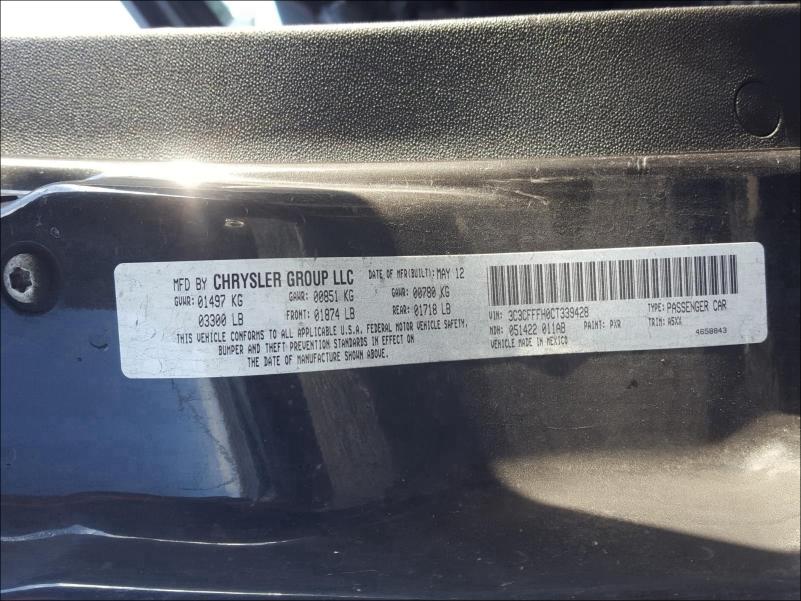 MFD BY CHRYSLER GROUP LLC DATE OF MFR(BUILT): MAY 12
GVWR: 01497 KG GAWR: 00851 KG GAWR: 00780 KG
03300 LB FRONT: 01874 LB REAR: 01718 LB
THIS VEHICLE CONFORMS TO ALL APPLICABLE U.S.A. FEDERAL MOTOR VEHICLE SAFETY,
BUMPER AND THEFT PREVENTION STANDARDS IN EFFECT ON
THE DATE OF MANUFACTURE SHOWN ABOVE.
VIN: 3C3CFFFH0CT339428 TYPE: PASSENGER CAR
MDH: 051422 011AB PAINT: PXR TRIM: A5XX
VEHICLE MADE IN MEXICO 4658843